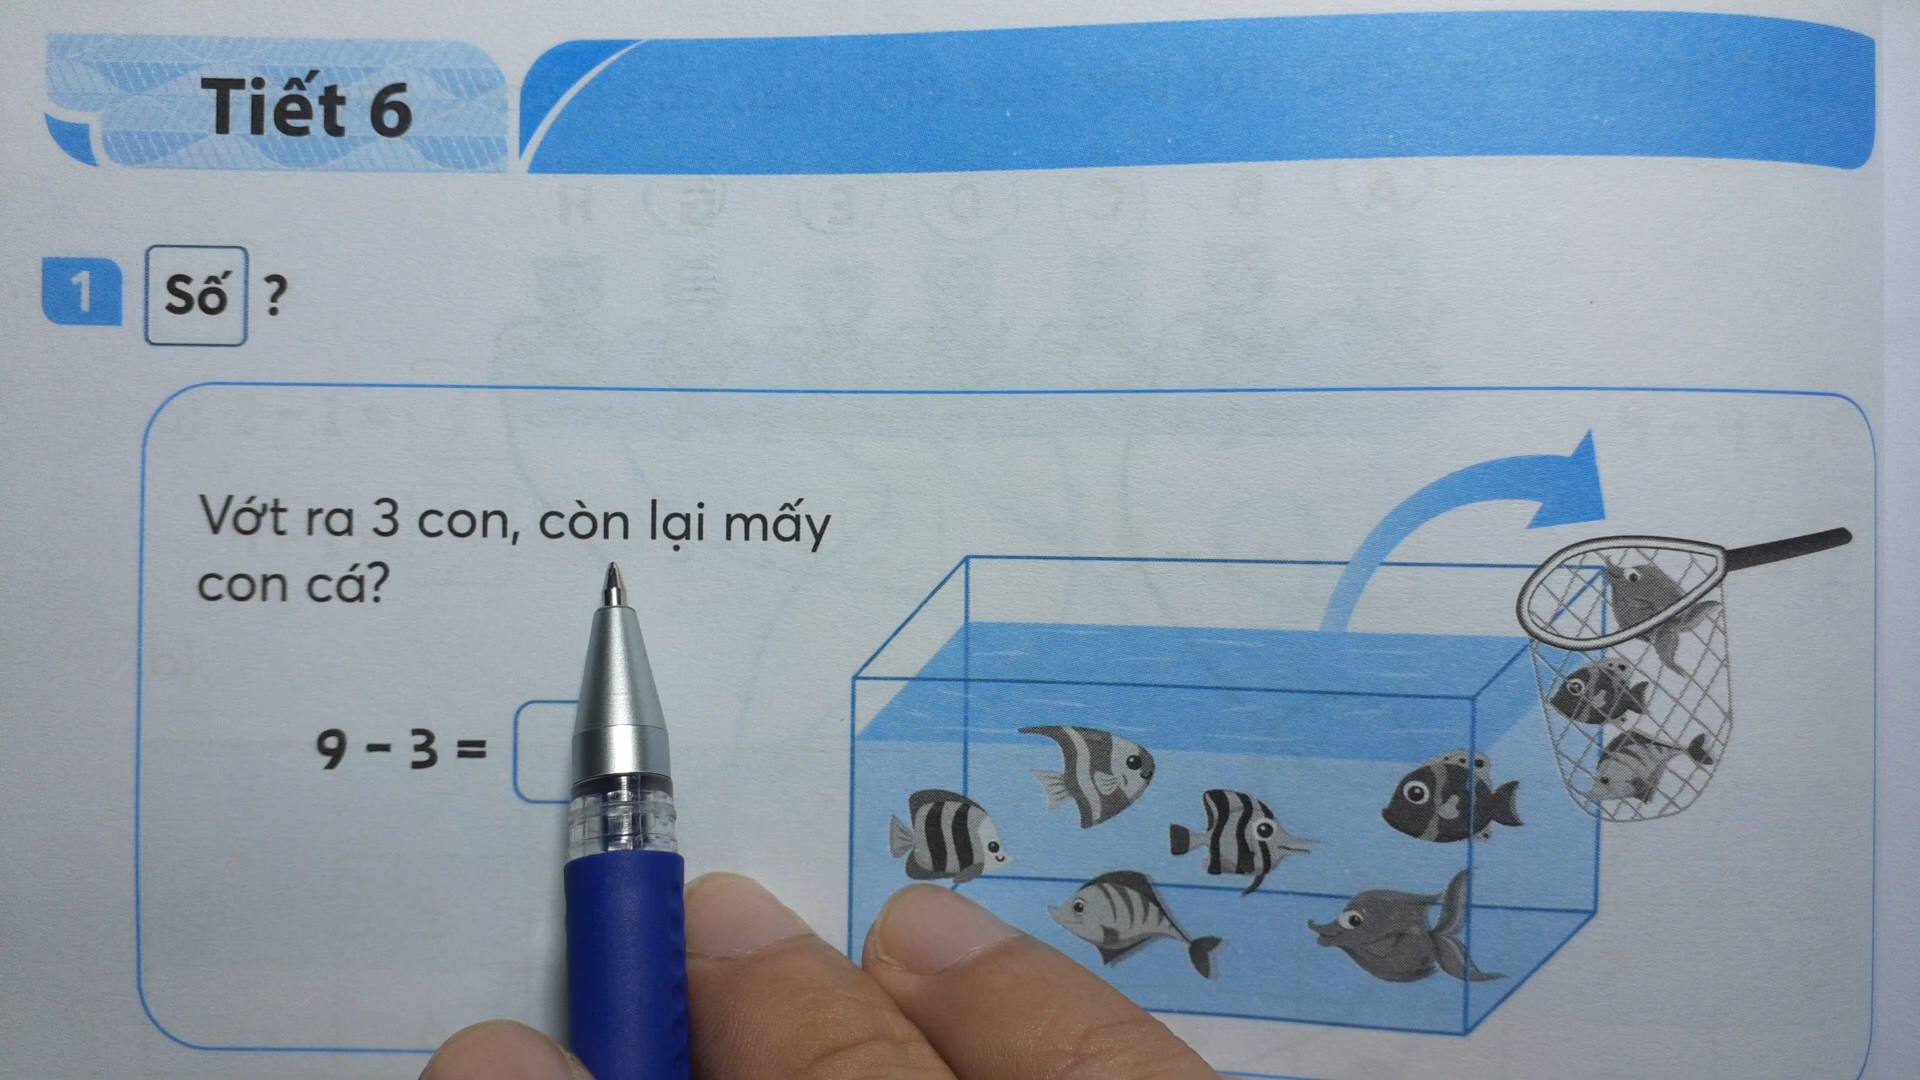 Tiết 6
1 Số ?
Vớt ra 3 con, còn lại mấy
con cá?
9 - 3 =